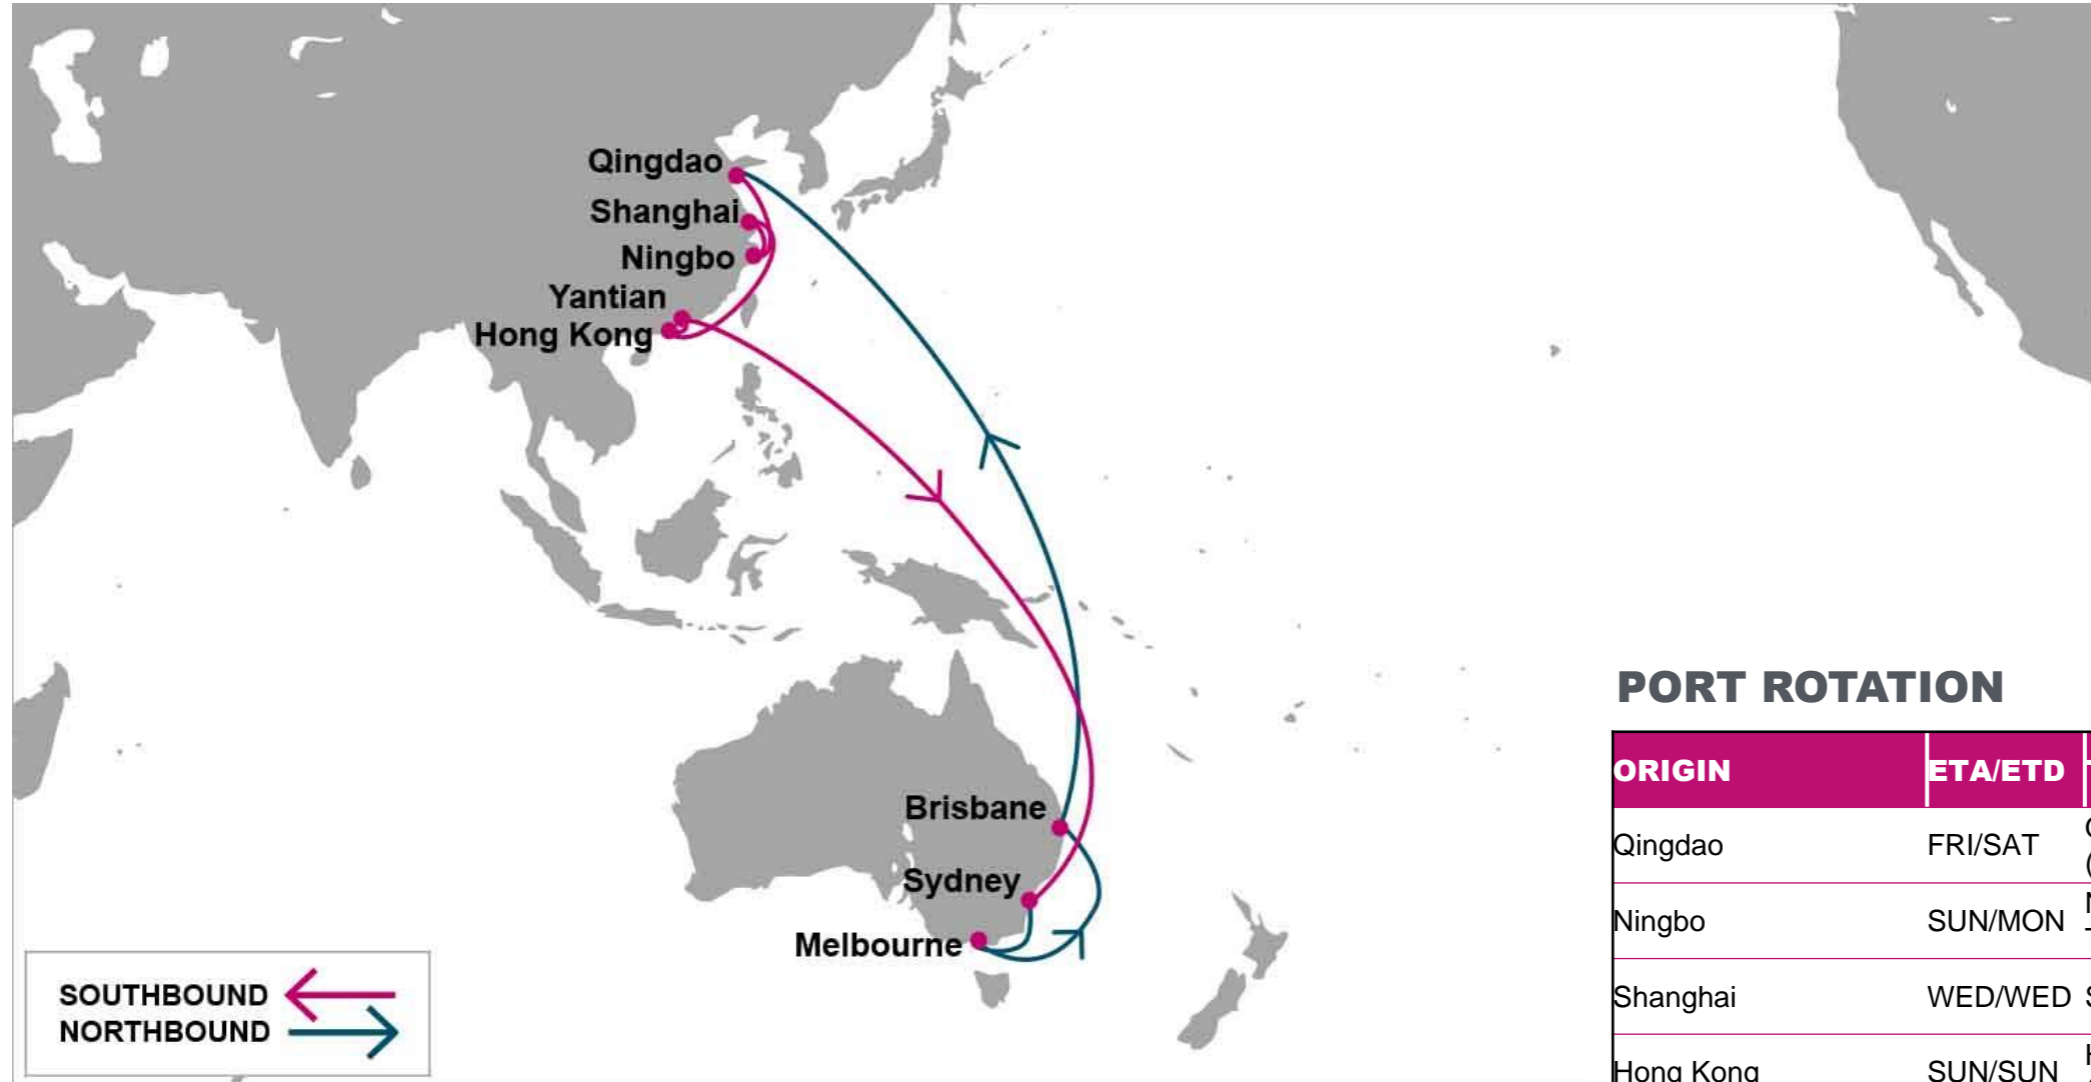 Qingdao
Shanghai
Ningbo
Yantian
Hong Kong
Brisbane
Sydney
Melbourne
SOUTHBOUND
NORTHBOUND
PORT ROTATION
ORIGIN ETA/ETD
Qingdao FRI/SAT
Ningbo SUN/MON
Shanghai WED/WED
Hong Kong SUN/SUN